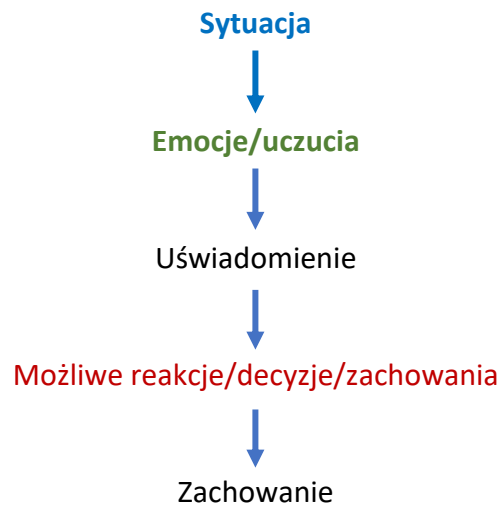 Sytuacja
Emocje/uczucia
Uświadomienie
Możliwe reakcje/decyzje/zachowania
Zachowanie